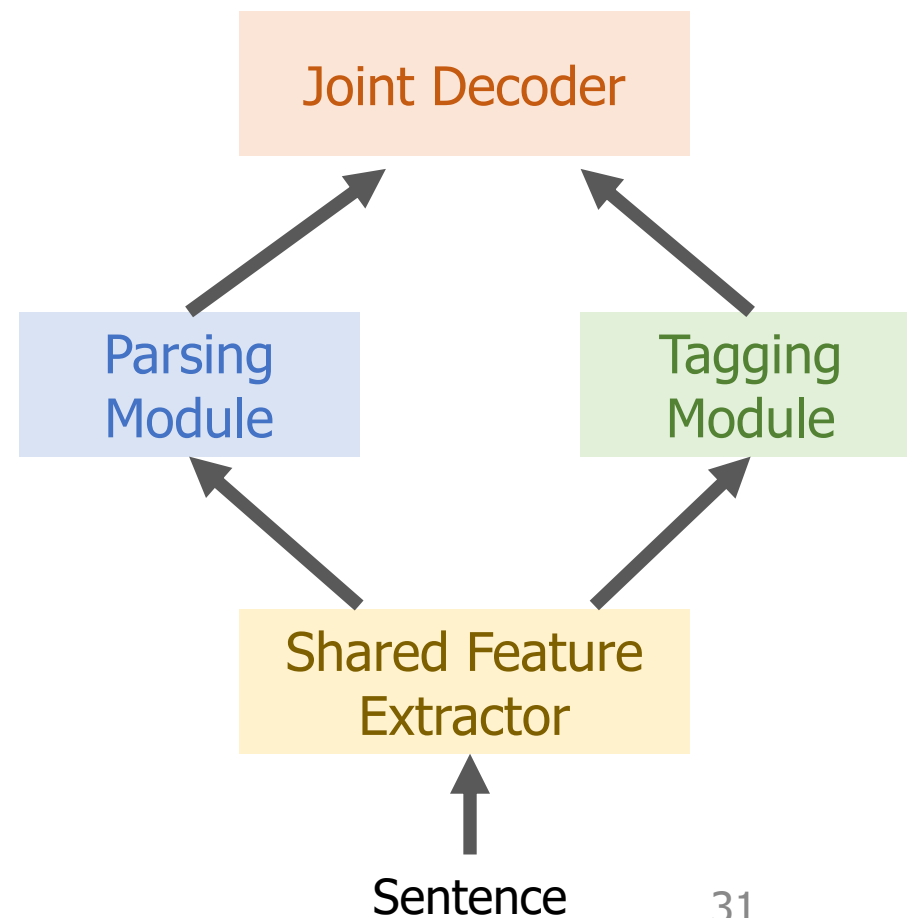 Joint Decoder
Parsing
Module
Tagging
Module
Shared Feature
Extractor
Sentence
31